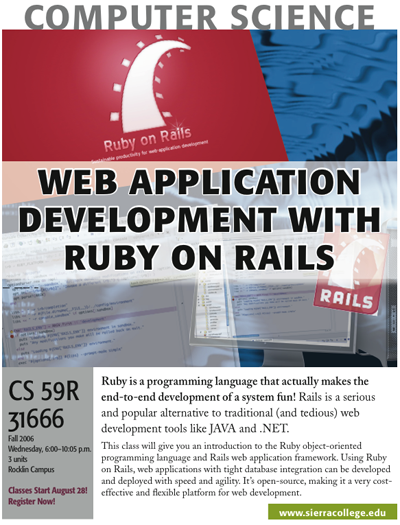 COMPUTER SCIENCE
Ruby on Rails
Sustainable productivity for web-application development
WEB APPLICATION
DEVELOPMENT WITH
RUBY ON RAILS
RAILS
CS 59R
31666
Fall 2006
Wednesday, 6:00–10:05 p.m.
3 units
Rocklin Campus
Classes Start August 28!
Register Now!
Ruby is a programming language that actually makes the
end-to-end development of a system fun! Rails is a serious
and popular alternative to traditional (and tedious) web
development tools like JAVA and .NET.
This class will give you an introduction to the Ruby object-oriented
programming language and Rails web application framework. Using Ruby
on Rails, web applications with tight database integration can be developed
and deployed with speed and agility. It's open-source, making it a very cost-
effective and flexible platform for web development.
www.sierracollege.edu